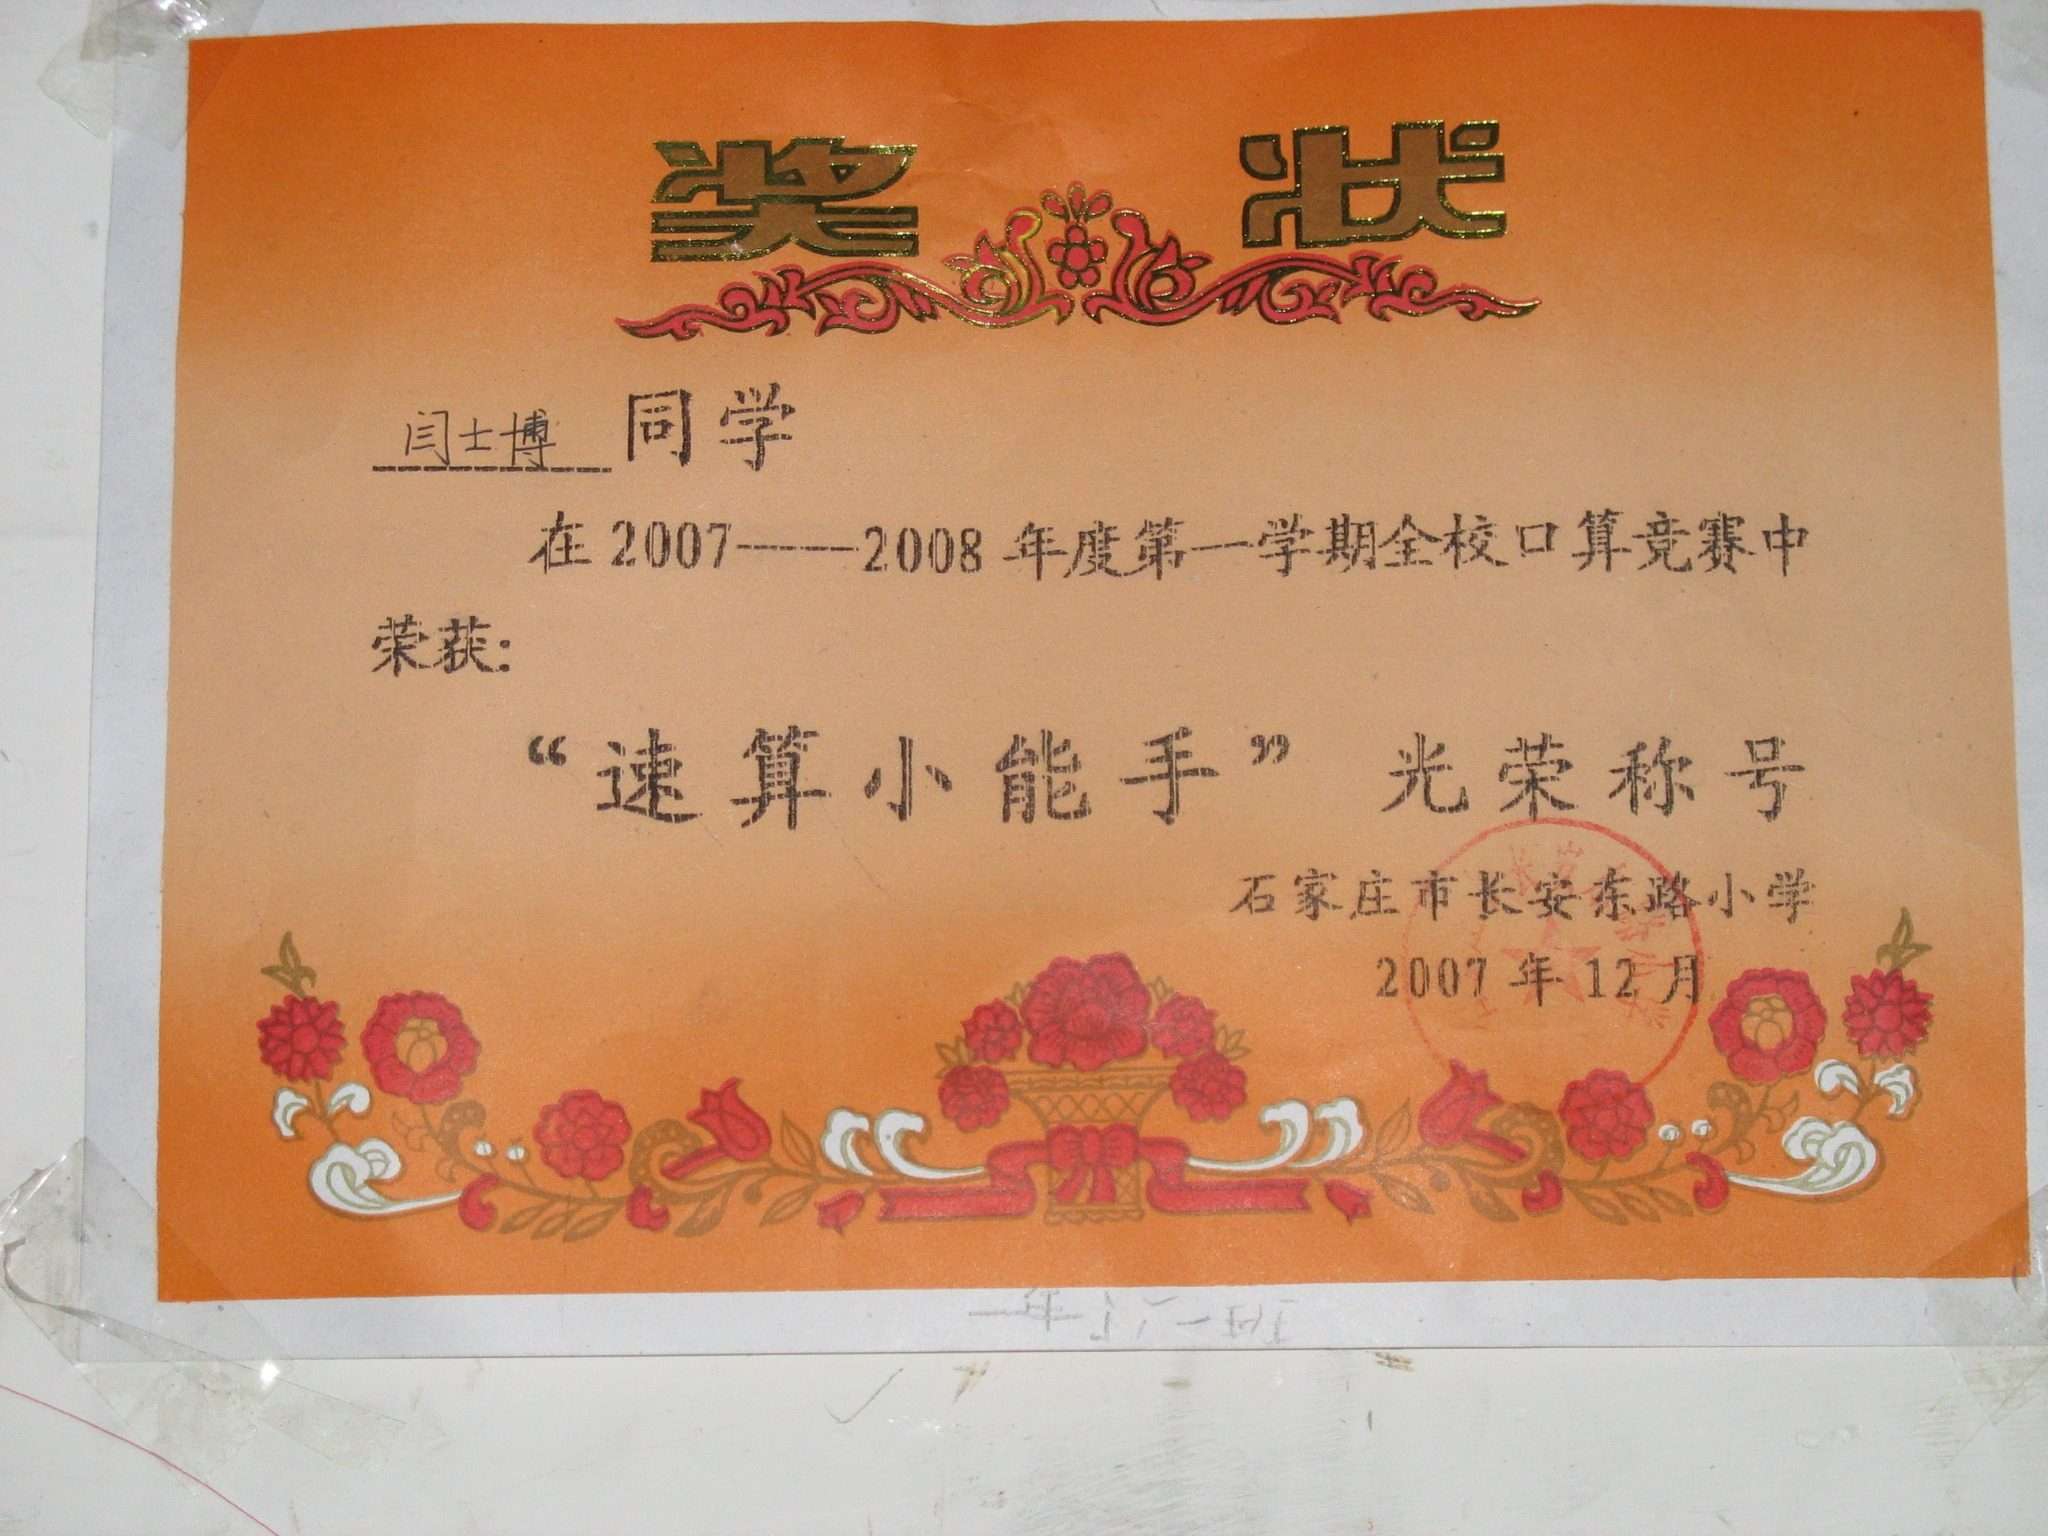 奖状
闫士博同学
在2007——2008年度第一学期全校口算竞赛中
荣获：
“速算小能手”光荣称号
石家庄市长安东路小学
2007年12月